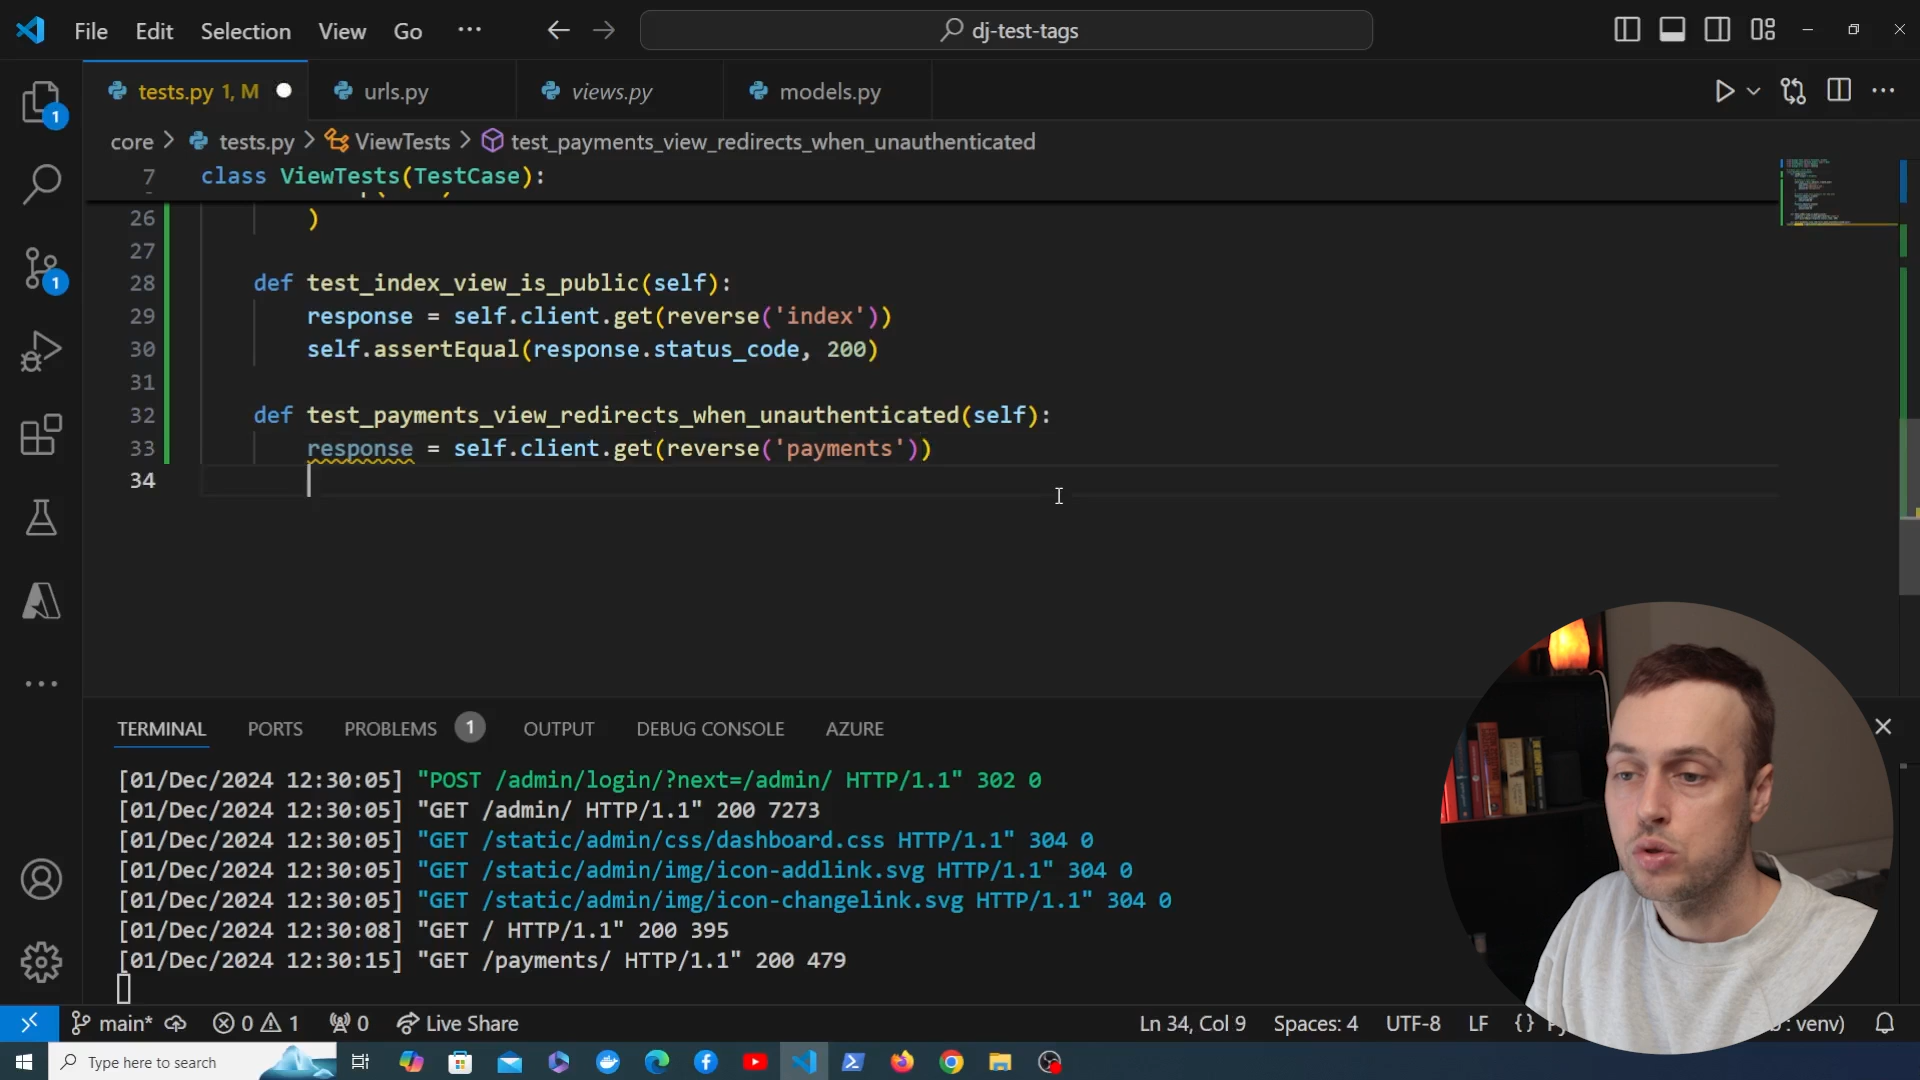 File Edit Selection View Go ... dj-test-tags
tests.py 1, M urls.py views.py models.py
core > tests.py > ViewTests > test_payments_view_redirects_when_unauthenticated
7 class ViewTests(TestCase):
26 )
27
28 def test_index_view_is_public(self):
29 response = self.client.get(reverse('index'))
30 self.assertEqual(response.status_code, 200)
31
32 def test_payments_view_redirects_when_unauthenticated(self):
33 response = self.client.get(reverse('payments'))
34
1
1
TERMINAL PORTS PROBLEMS 1 OUTPUT DEBUG CONSOLE AZURE
[01/Dec/2024 12:30:05] "POST /admin/login/?next=/admin/ HTTP/1.1" 302 0
[01/Dec/2024 12:30:05] "GET /admin/ HTTP/1.1" 200 7273
[01/Dec/2024 12:30:05] "GET /static/admin/css/dashboard.css HTTP/1.1" 304 0
[01/Dec/2024 12:30:05] "GET /static/admin/img/icon-addlink.svg HTTP/1.1" 304 0
[01/Dec/2024 12:30:05] "GET /static/admin/img/icon-changelink.svg HTTP/1.1" 304 0
[01/Dec/2024 12:30:08] "GET / HTTP/1.1" 200 395
[01/Dec/2024 12:30:15] "GET /payments/ HTTP/1.1" 200 479
main* 0 1 0 Live Share Ln 34, Col 9 Spaces: 4 UTF-8 LF {} venv)
Type here to search